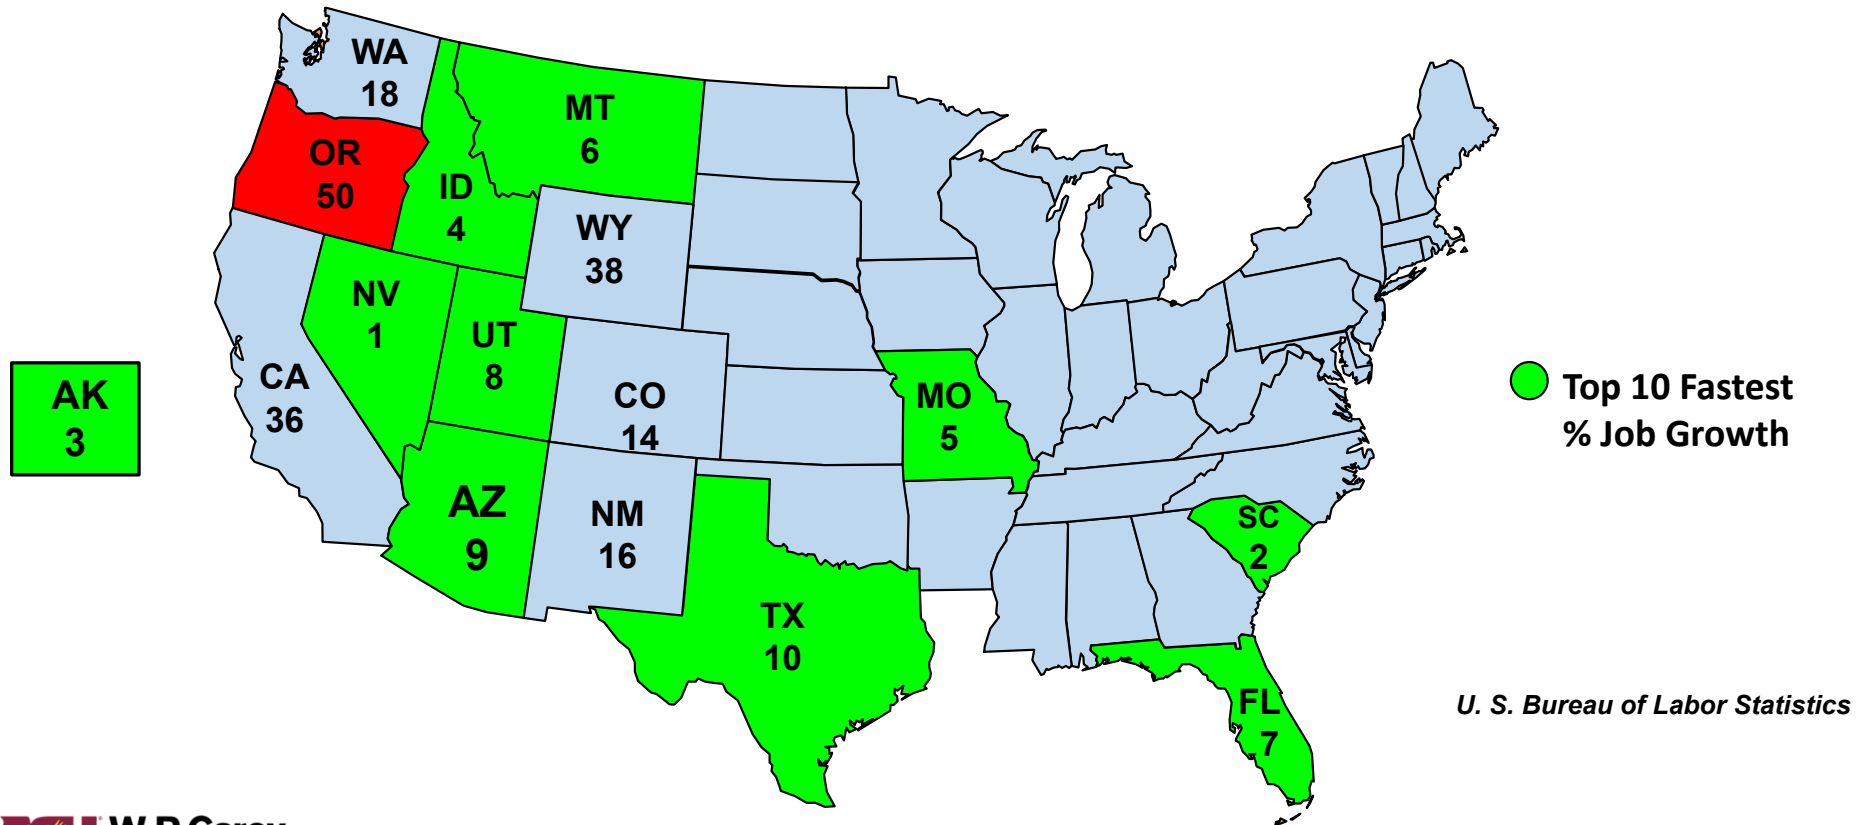 WA
18
OR
50
MT
6
ID
4
WY
38
NV
1
UT
8
CA
36
CO
14
AK
3
AZ
9
NM
16
MO
5
TX
10
SC
2
FL
7
Top 10 Fastest
% Job Growth
U. S. Bureau of Labor Statistics